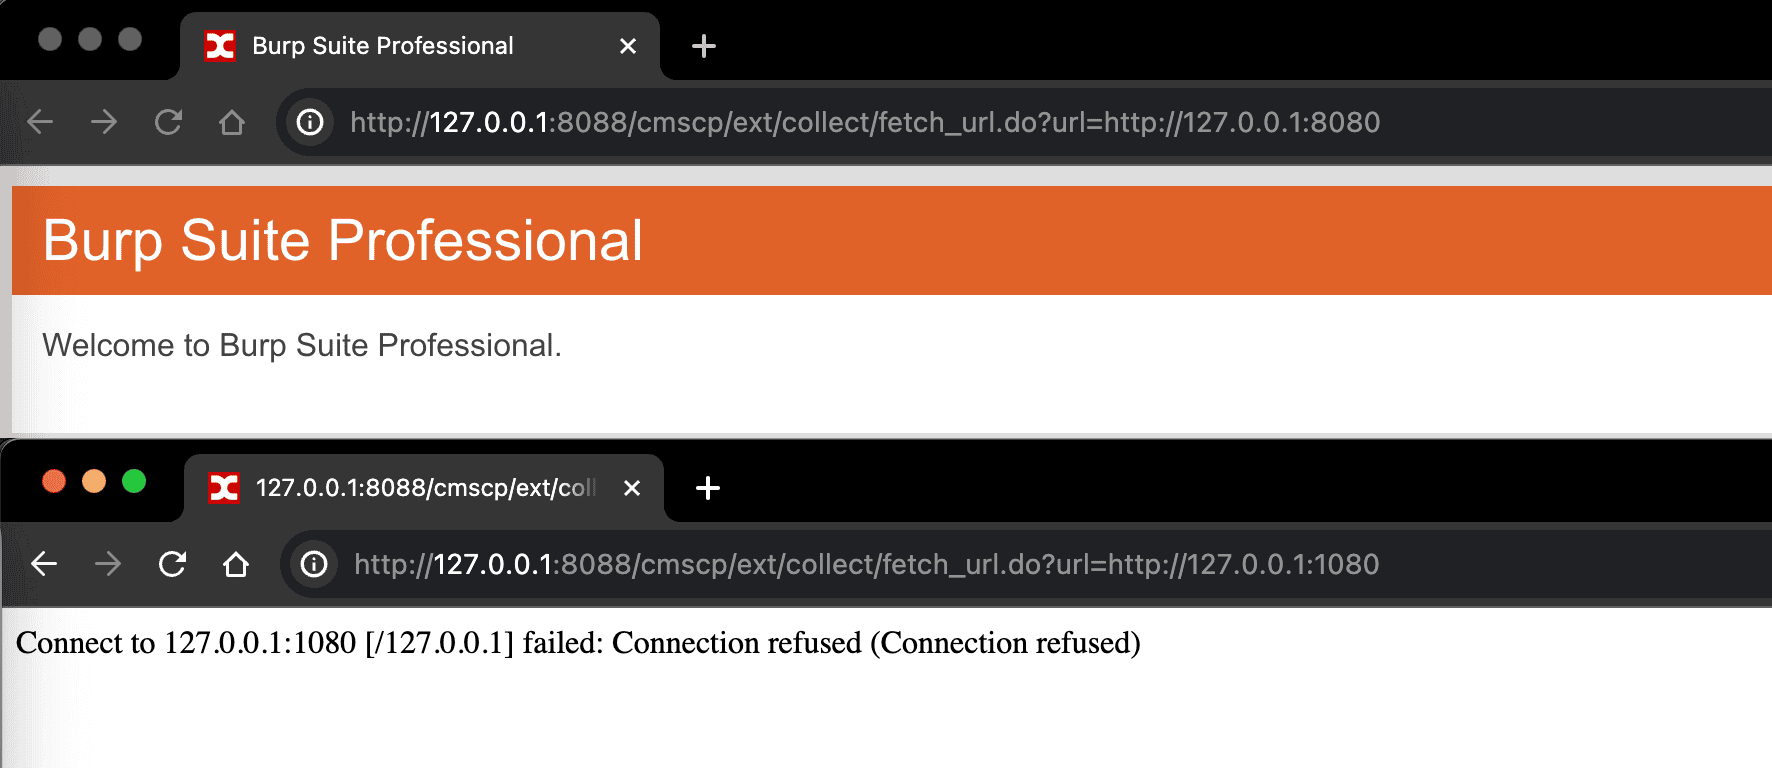 Burp Suite Professional
http://127.0.0.1:8088/cmscp/ext/collect/fetch_url.do?url=http://127.0.0.1:8080
Burp Suite Professional
Welcome to Burp Suite Professional.
127.0.0.1:8088/cmscp/ext/coll
http://127.0.0.1:8088/cmscp/ext/collect/fetch_url.do?url=http://127.0.0.1:1080
Connect to 127.0.0.1:1080 [/127.0.0.1] failed: Connection refused (Connection refused)